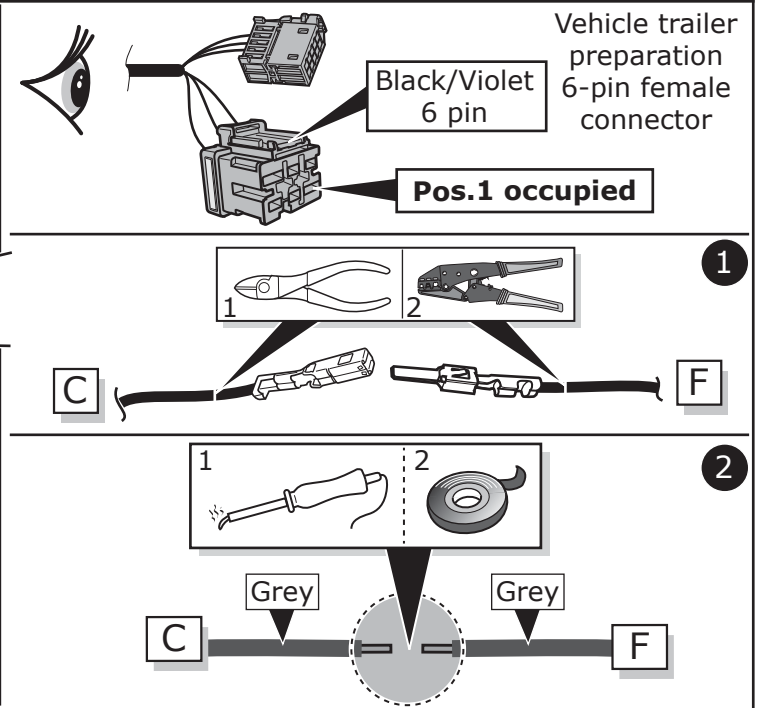 Vehicle trailer
preparation
6-pin female
connector
Black/Violet
6 pin
Pos.1 occupied
1
1
2
C
F
2
1
2
Grey
Grey
C
F